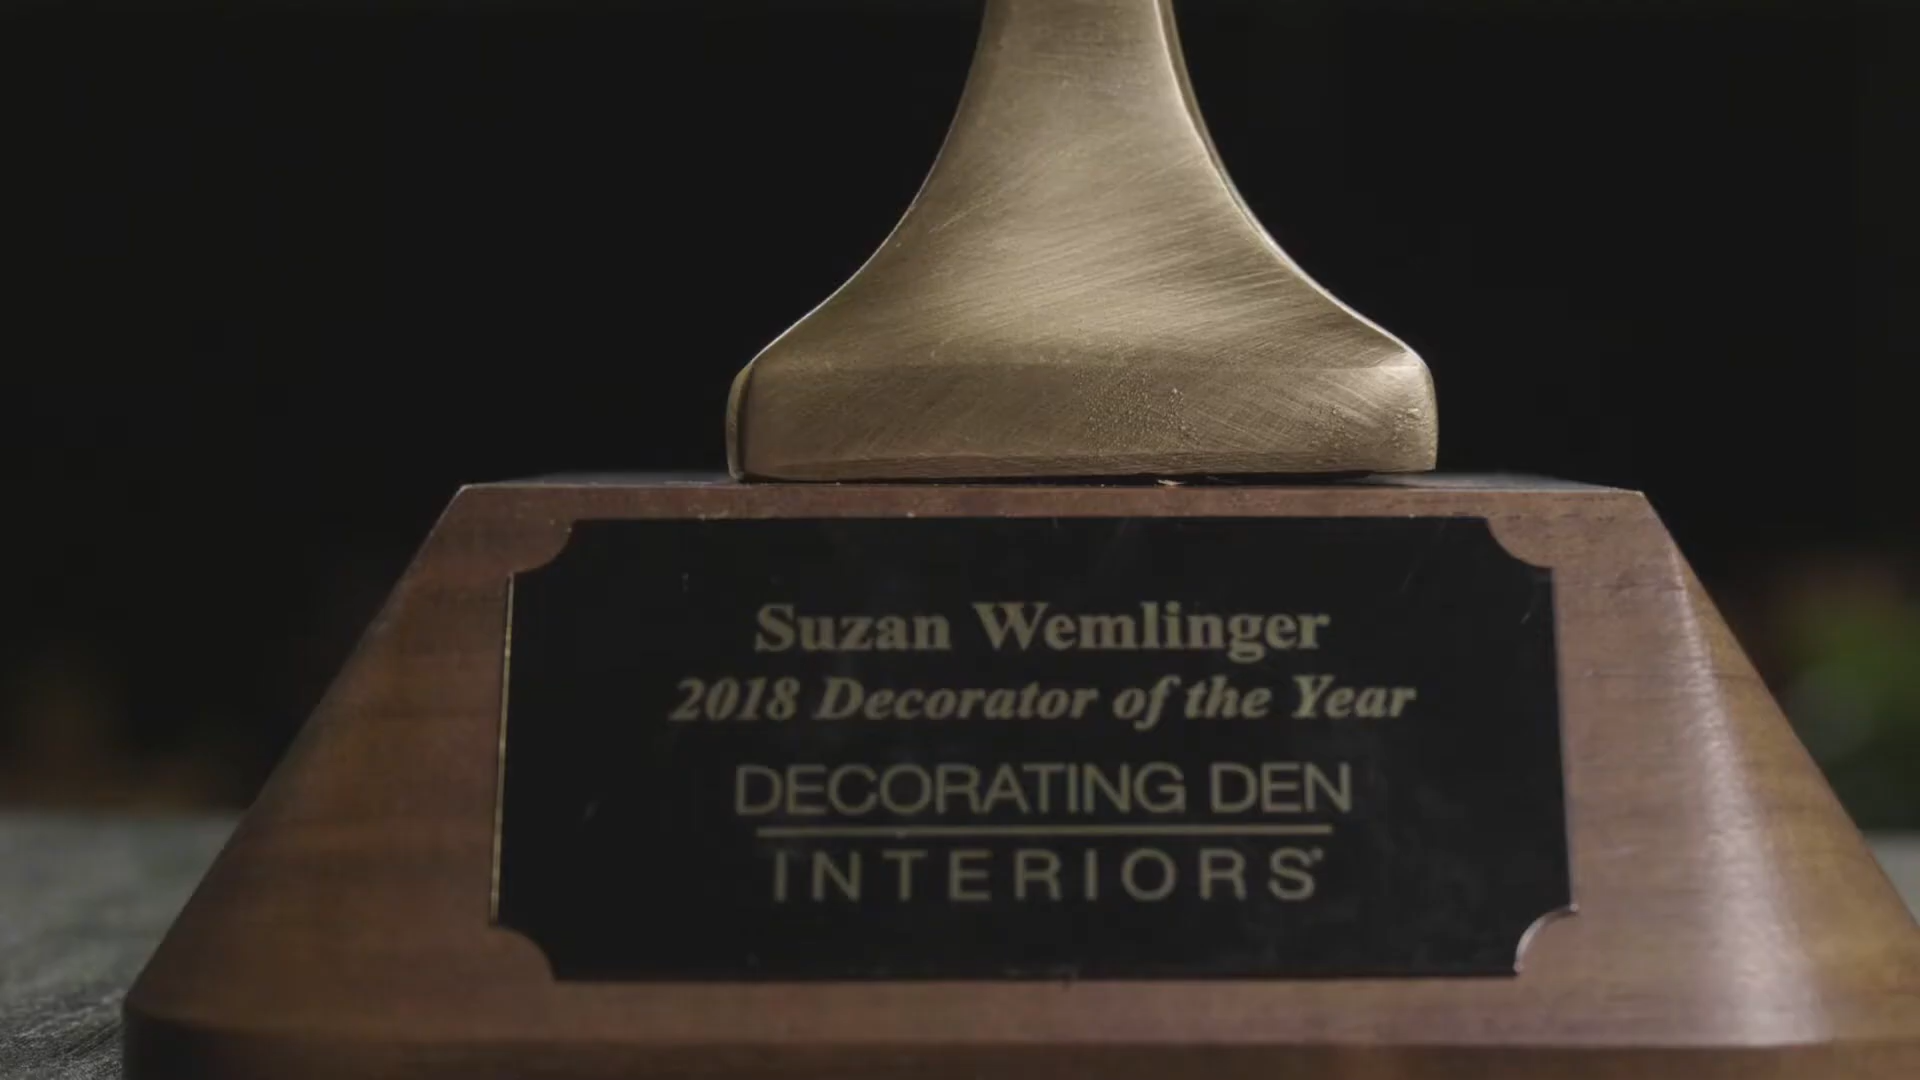 Suzan Wemlinger
2018 Decorator of the Year
DECORATING DEN
INTERIORS®